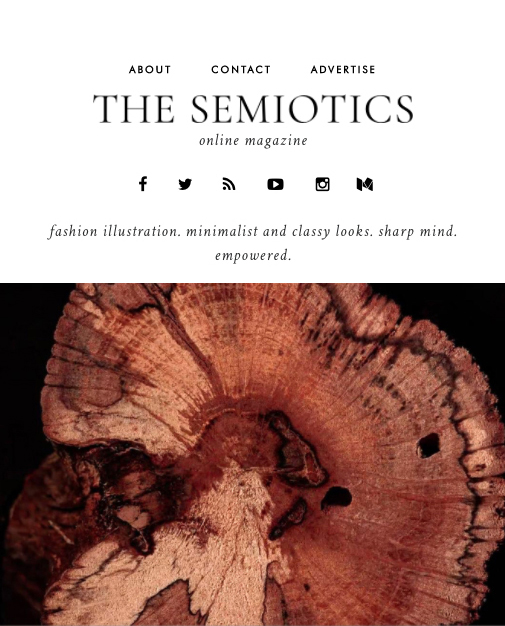 ABOUT CONTACT ADVERTISE
THE SEMIOTICS
online magazine
fashion illustration. minimalist and classy looks. sharp mind.
empowered.